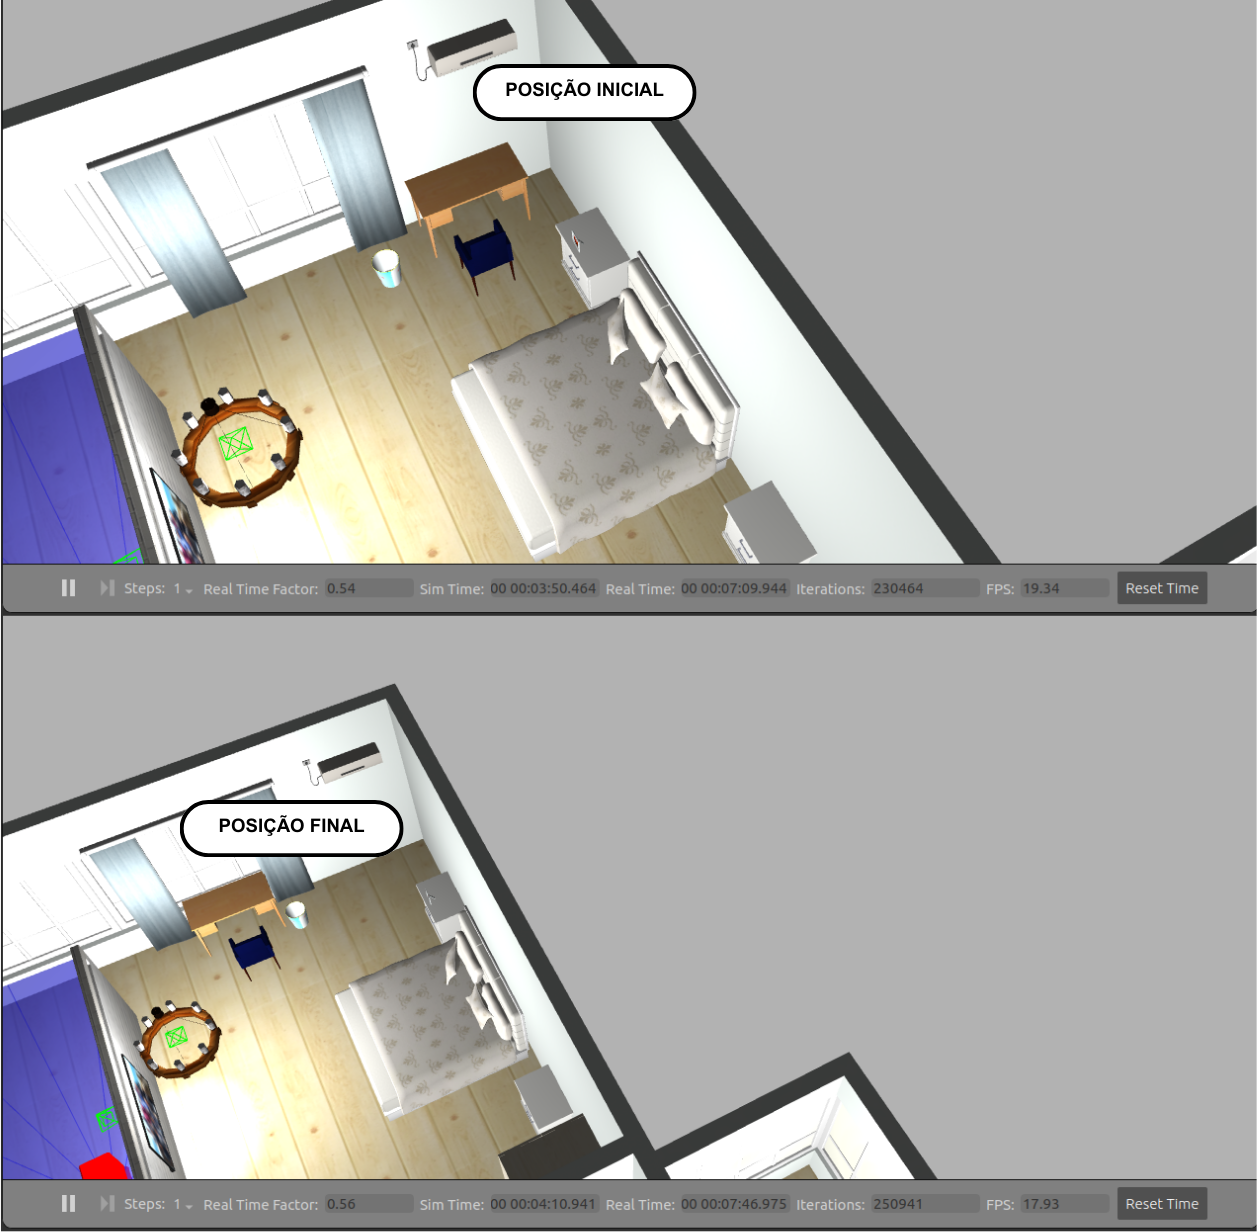 POSIÇÃO INICIAL
Steps: 1 Real Time Factor: 0.54 Sim Time: 00 00:03:50.464 Real Time: 00 00:07:09.944 Iterations: 230464 FPS: 19.34 Reset Time
POSIÇÃO FINAL
Steps: 1 Real Time Factor: 0.56 Sim Time: 00 00:04:10.941 Real Time: 00 00:07:46.975 Iterations: 250941 FPS: 17.93 Reset Time